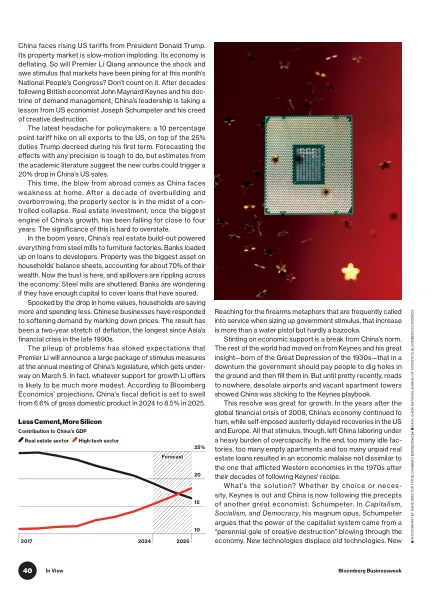 China faces rising US tariffs from President Donald Trump.
Its property market is slow-motion imploding. Its economy is
deflating. So will Premier Li Qiang announce the shock and
awe stimulus that markets have been pining for at this month's
National People's Congress? Don't count on it. After decades
following British economist John Maynard Keynes and his doc-
trine of demand management, China's leadership is taking a
lesson from US economist Joseph Schumpeter and his creed
of creative destruction.
The latest headache for policymakers: a 10 percentage
point tariff hike on all exports to the US, on top of the 25%
duties Trump decreed during his first term. Forecasting the
effects with any precision is tough to do, but estimates from
the academic literature suggest the new curbs could trigger a
20% drop in China's US sales.
This time, the blow from abroad comes as China faces
weakness at home. After a decade of overbuilding and
overborrowing, the property sector is in the midst of a con-
trolled collapse. Real estate investment, once the biggest
engine of China's growth, has been falling for close to four
years. The significance of this is hard to overstate.
In the boom years, China's real estate build-out powered
everything from steel mills to furniture factories. Banks loaded
up on loans to developers. Property was the biggest asset on
households' balance sheets, accounting for about 70% of their
wealth. Now the bust is here, and spillovers are rippling across
the economy. Steel mills are shuttered. Banks are wondering
if they have enough capital to cover loans that have soured.
Spooked by the drop in home values, households are saving
more and spending less. Chinese businesses have responded
to softening demand by marking down prices. The result has
been a two-year stretch of deflation, the longest since Asia's
financial crisis in the late 1990s.
The pileup of problems has stoked expectations that
Premier Li will announce a large package of stimulus measures
at the annual meeting of China's legislature, which gets under-
way on March 5. In fact, whatever support for growth Li offers
is likely to be much more modest. According to Bloomberg
Economics' projections, China's fiscal deficit is set to swell
from 6.6% of gross domestic product in 2024 to 8.5% in 2025.
Less Cement, More Silicon
Contribution to China's GDP
Real estate sector High-tech sector
25%
Forecast
20
15
10
2017 2024 2026
Reaching for the firearms metaphors that are frequently called
into service when sizing up government stimulus, that increase
is more than a water pistol but hardly a bazooka.
Stinting on economic support is a break from China's norm.
The rest of the world had moved on from Keynes and his great
insight—born of the Great Depression of the 1930s—that in
a downturn the government should pay people to dig holes in
the ground and then fill them in. But until pretty recently, roads
to nowhere, desolate airports and vacant apartment towers
showed China was sticking to the Keynes playbook.
This resolve was great for growth. In the years after the
global financial crisis of 2008, China's economy continued to
hum, while self-imposed austerity delayed recoveries in the US
and Europe. All that stimulus, though, left China laboring under
a heavy burden of overcapacity. In the end, too many idle fac-
tories, too many empty apartments and too many unpaid real
estate loans resulted in an economic malaise not dissimilar to
the one that afflicted Western economies in the 1970s after
their decades of following Keynes' recipe.
What's the solution? Whether by choice or neces-
sity, Keynes is out and China is now following the precepts
of another great economist: Schumpeter. In Capitalism,
Socialism, and Democracy, his magnum opus, Schumpeter
argues that the power of the capitalist system came from a
"perennial gale of creative destruction" blowing through the
economy. New technologies displace old technologies. New
40 In View
Bloomberg Businessweek